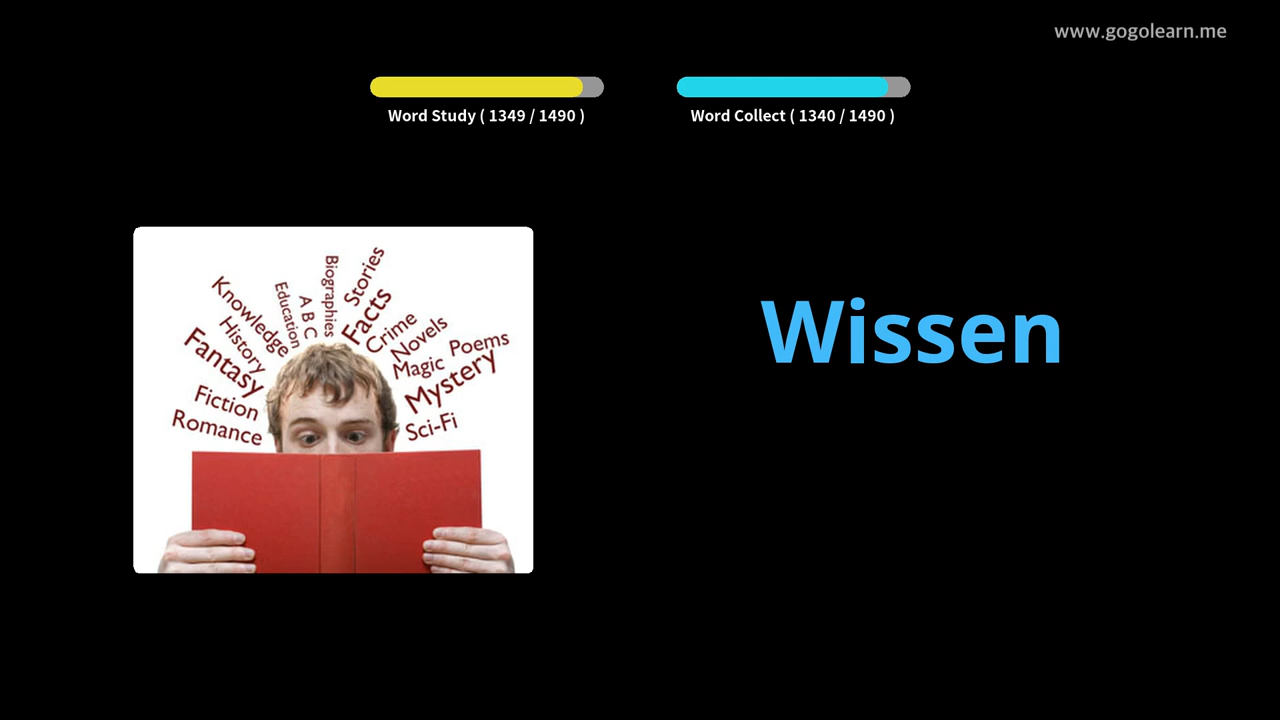 www.gogolearn.me
Word Study ( 1349 / 1490 )
Word Collect ( 1340 / 1490 )
Wissen
Romance
Fiction
Fantasy
History
Knowledge
Education
A B C
Biographies
Stories
Facts
Crime
Novels
Poems
Magic
Mystery
Sci-Fi